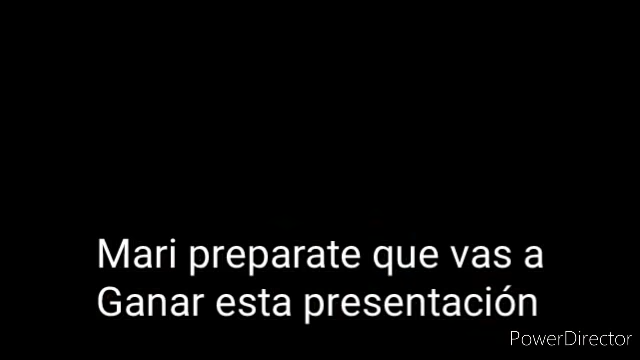 Mari preparate que vas a
Ganar esta presentación
PowerDirector